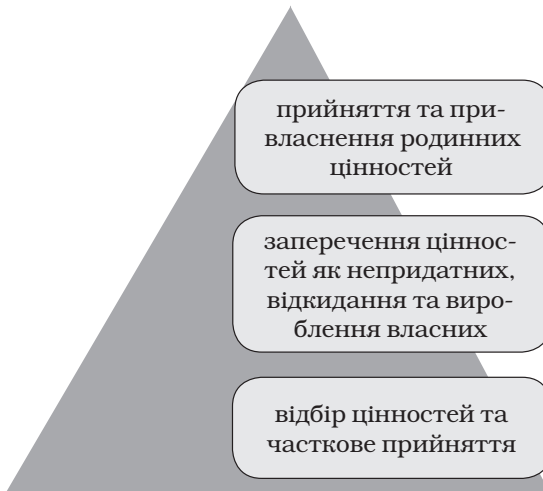 прийняття та при-
власнення родинних
цінностей
заперечення ціннос-
тей як непридатних,
відкидання та виро-
блення власних
відбір цінностей та
часткове прийняття